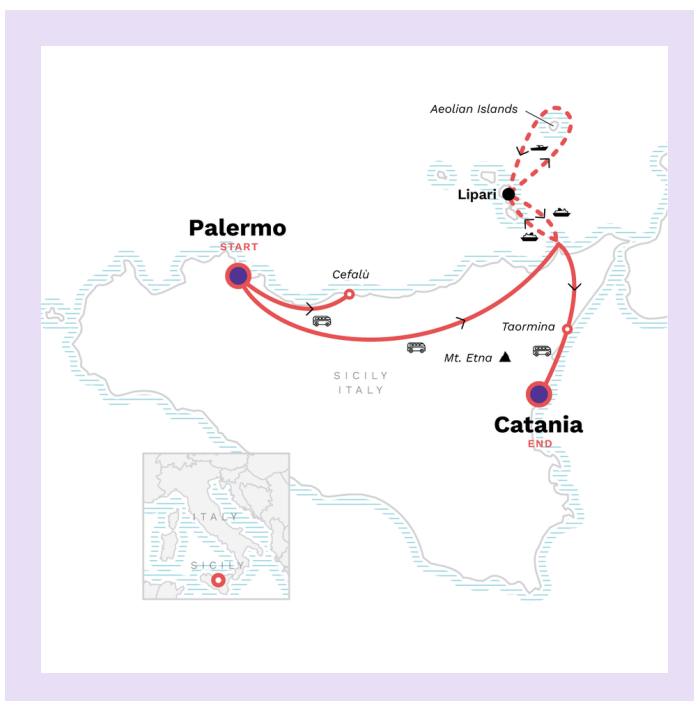 Aeolian Islands
Lipari
Palermo
START
Cefalù
Taormina
Mt. Etna
SICILY
ITALY
Catania
END
ITALY
SICILY